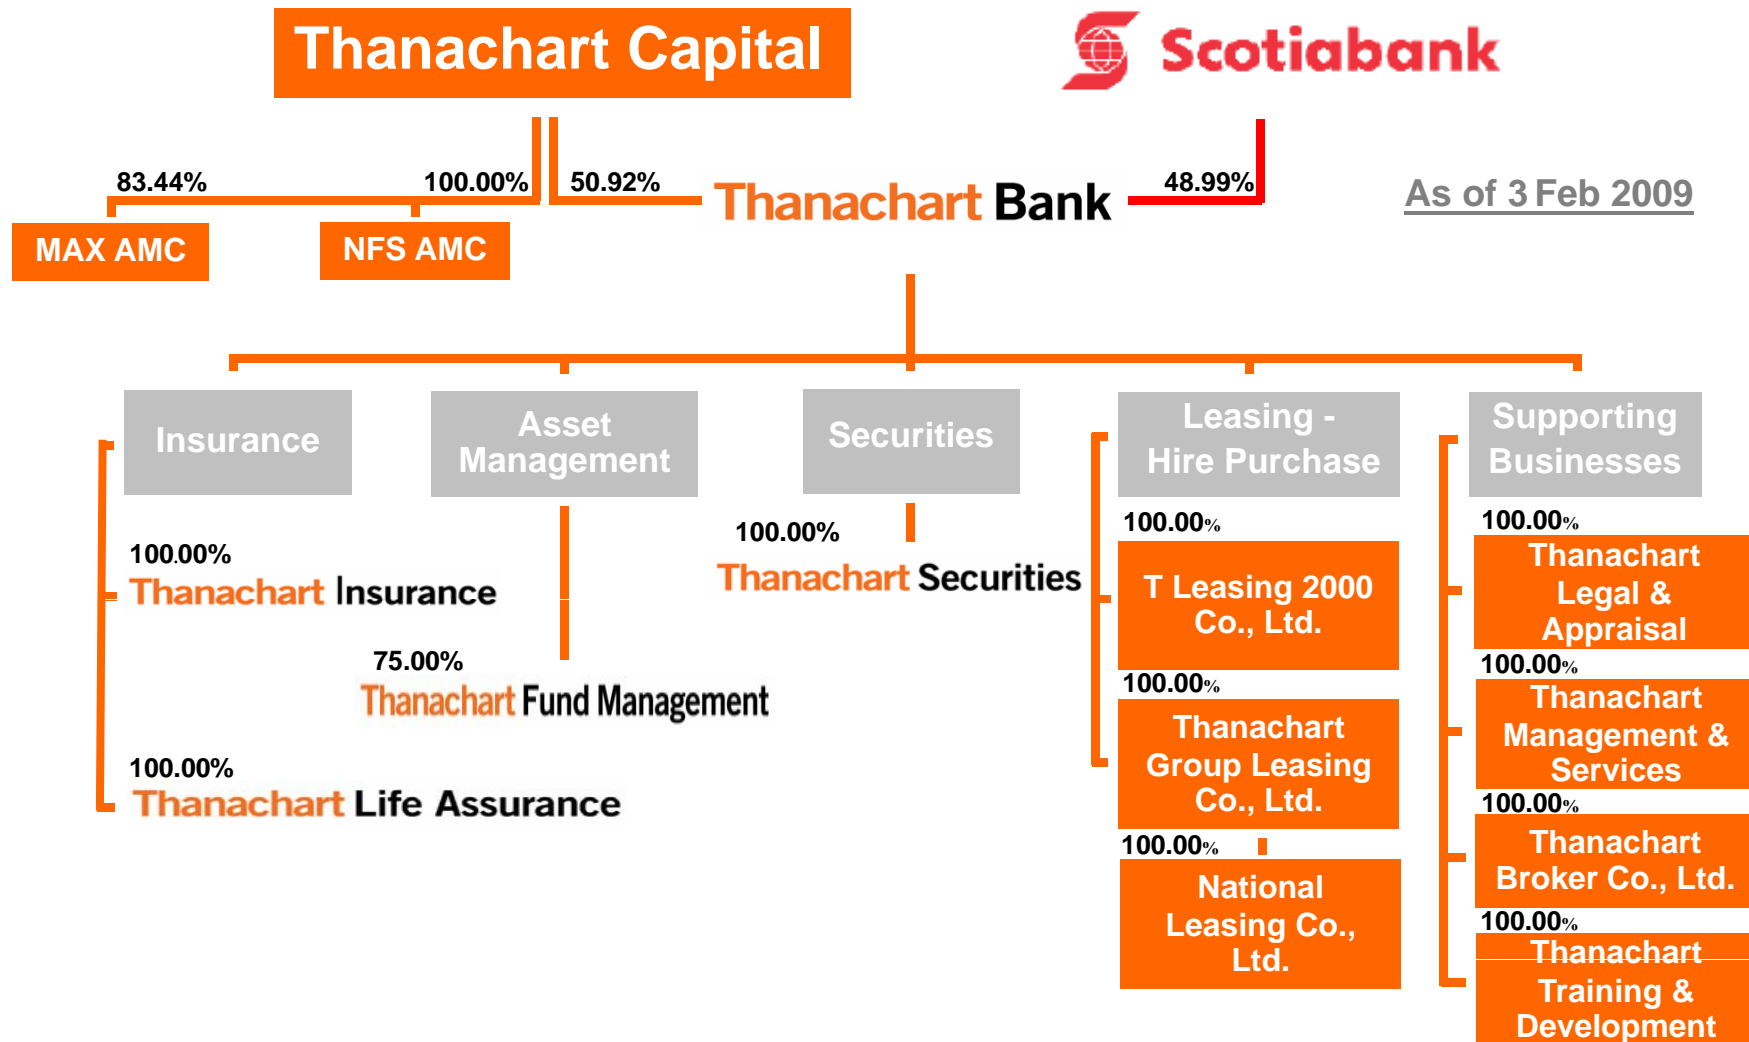 Thanachart Capital
Scotiabank
83.44%
100.00%
50.92%
Thanachart Bank
48.99%
As of 3 Feb 2009
MAX AMC
NFS AMC
Insurance
100.00%
Thanachart Insurance
100.00%
Thanachart Life Assurance
Asset
Management
75.00%
Thanachart Fund Management
Securities
100.00%
Thanachart Securities
Leasing -
Hire Purchase
100.00%
T Leasing 2000
Co., Ltd.
100.00%
Thanachart
Group Leasing
Co., Ltd.
100.00%
National
Leasing Co.,
Ltd.
Supporting
Businesses
100.00%
Thanachart
Legal &
Appraisal
100.00%
Thanachart
Management &
Services
100.00%
Thanachart
Broker Co., Ltd.
100.00%
Thanachart
Training &
Development